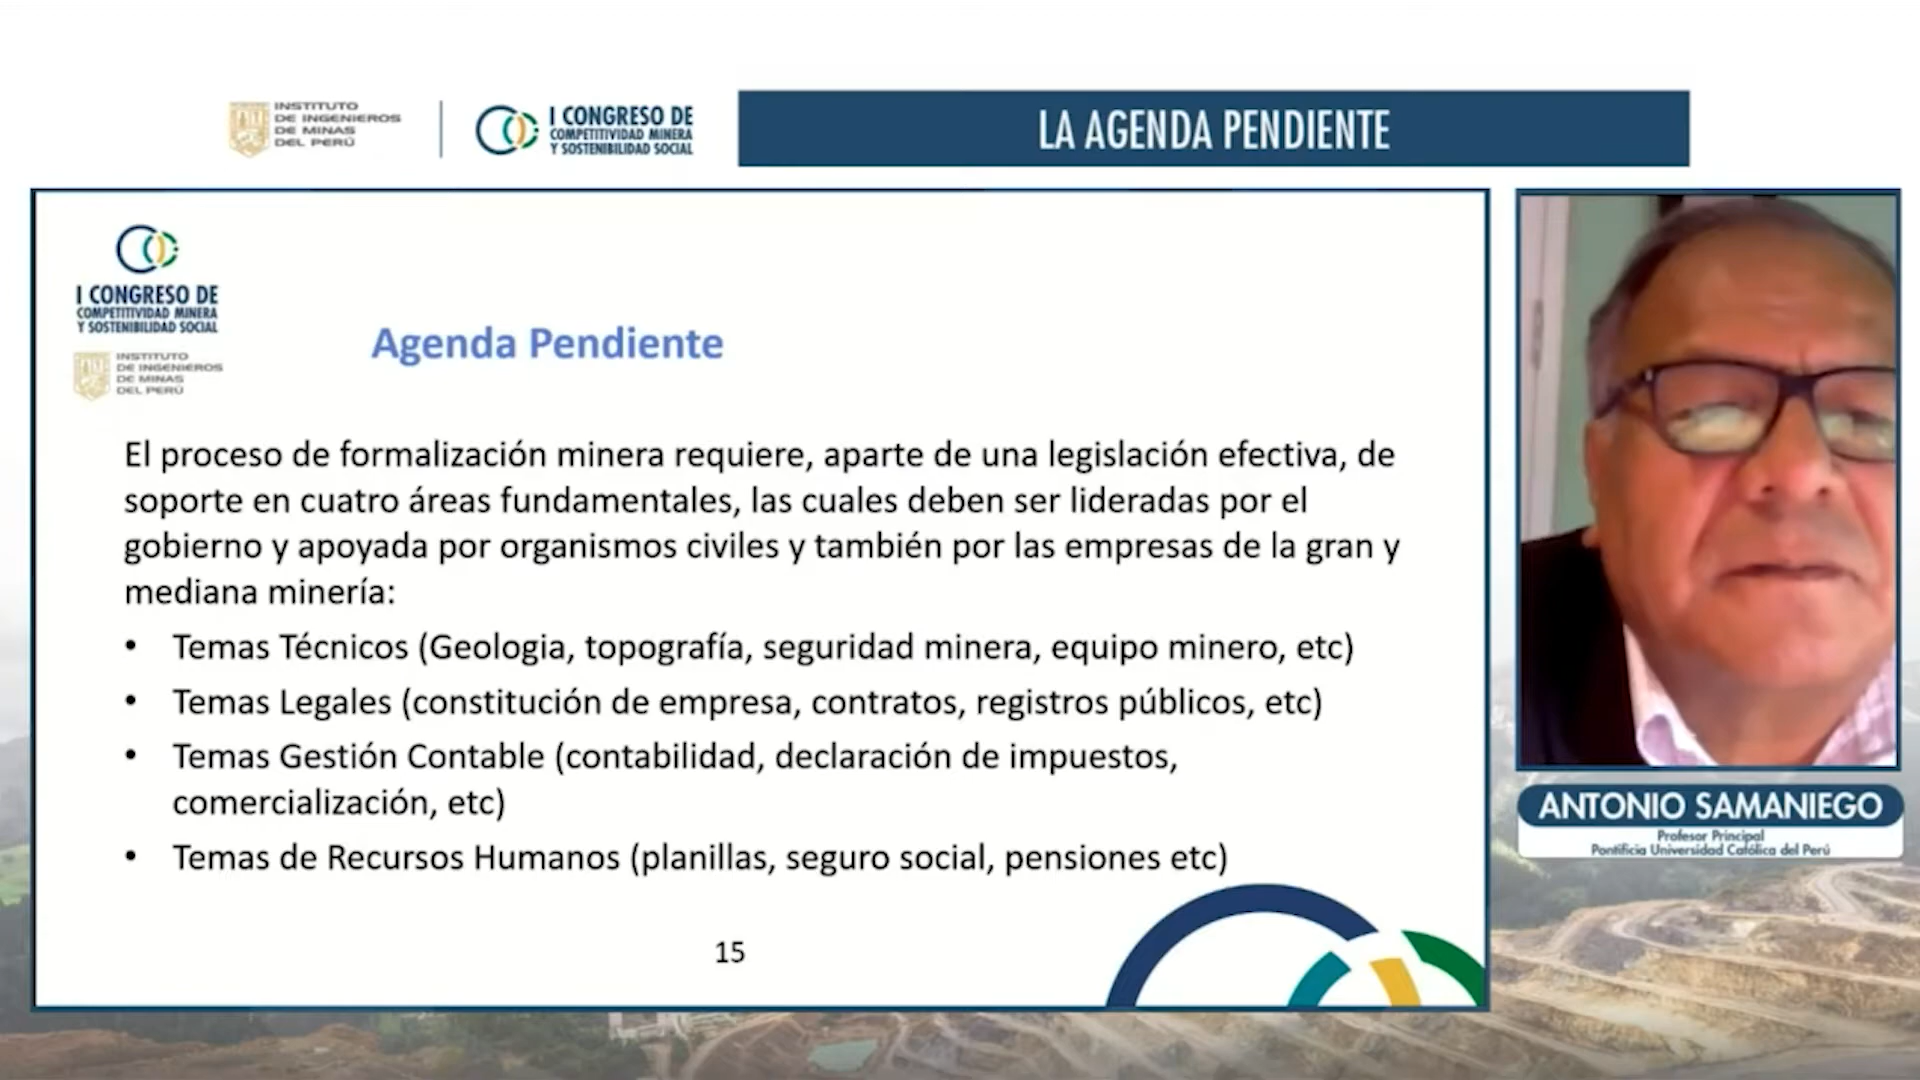 INSTITUTO
DE INGENIEROS
DE MINAS
DEL PERÚ
I CONGRESO DE
COMPETITIVIDAD MINERA
Y SOSTENIBILIDAD SOCIAL
LA AGENDA PENDIENTE
I CONGRESO DE
COMPETITIVIDAD MINERA
Y SOSTENIBILIDAD SOCIAL
INSTITUTO
DE INGENIEROS
DE MINAS
DEL PERÚ
Agenda Pendiente
El proceso de formalización minera requiere, aparte de una legislación efectiva, de
soporte en cuatro áreas fundamentales, las cuales deben ser lideradas por el
gobierno y apoyada por organismos civiles y también por las empresas de la gran y
mediana minería:
• Temas Técnicos (Geologia, topografía, seguridad minera, equipo minero, etc)
• Temas Legales (constitución de empresa, contratos, registros públicos, etc)
• Temas Gestión Contable (contabilidad, declaración de impuestos,
comercialización, etc)
• Temas de Recursos Humanos (planillas, seguro social, pensiones etc)
15
ANTONIO SAMANIEGO
Profesor Principal
Pontificia Universidad Católica del Perú